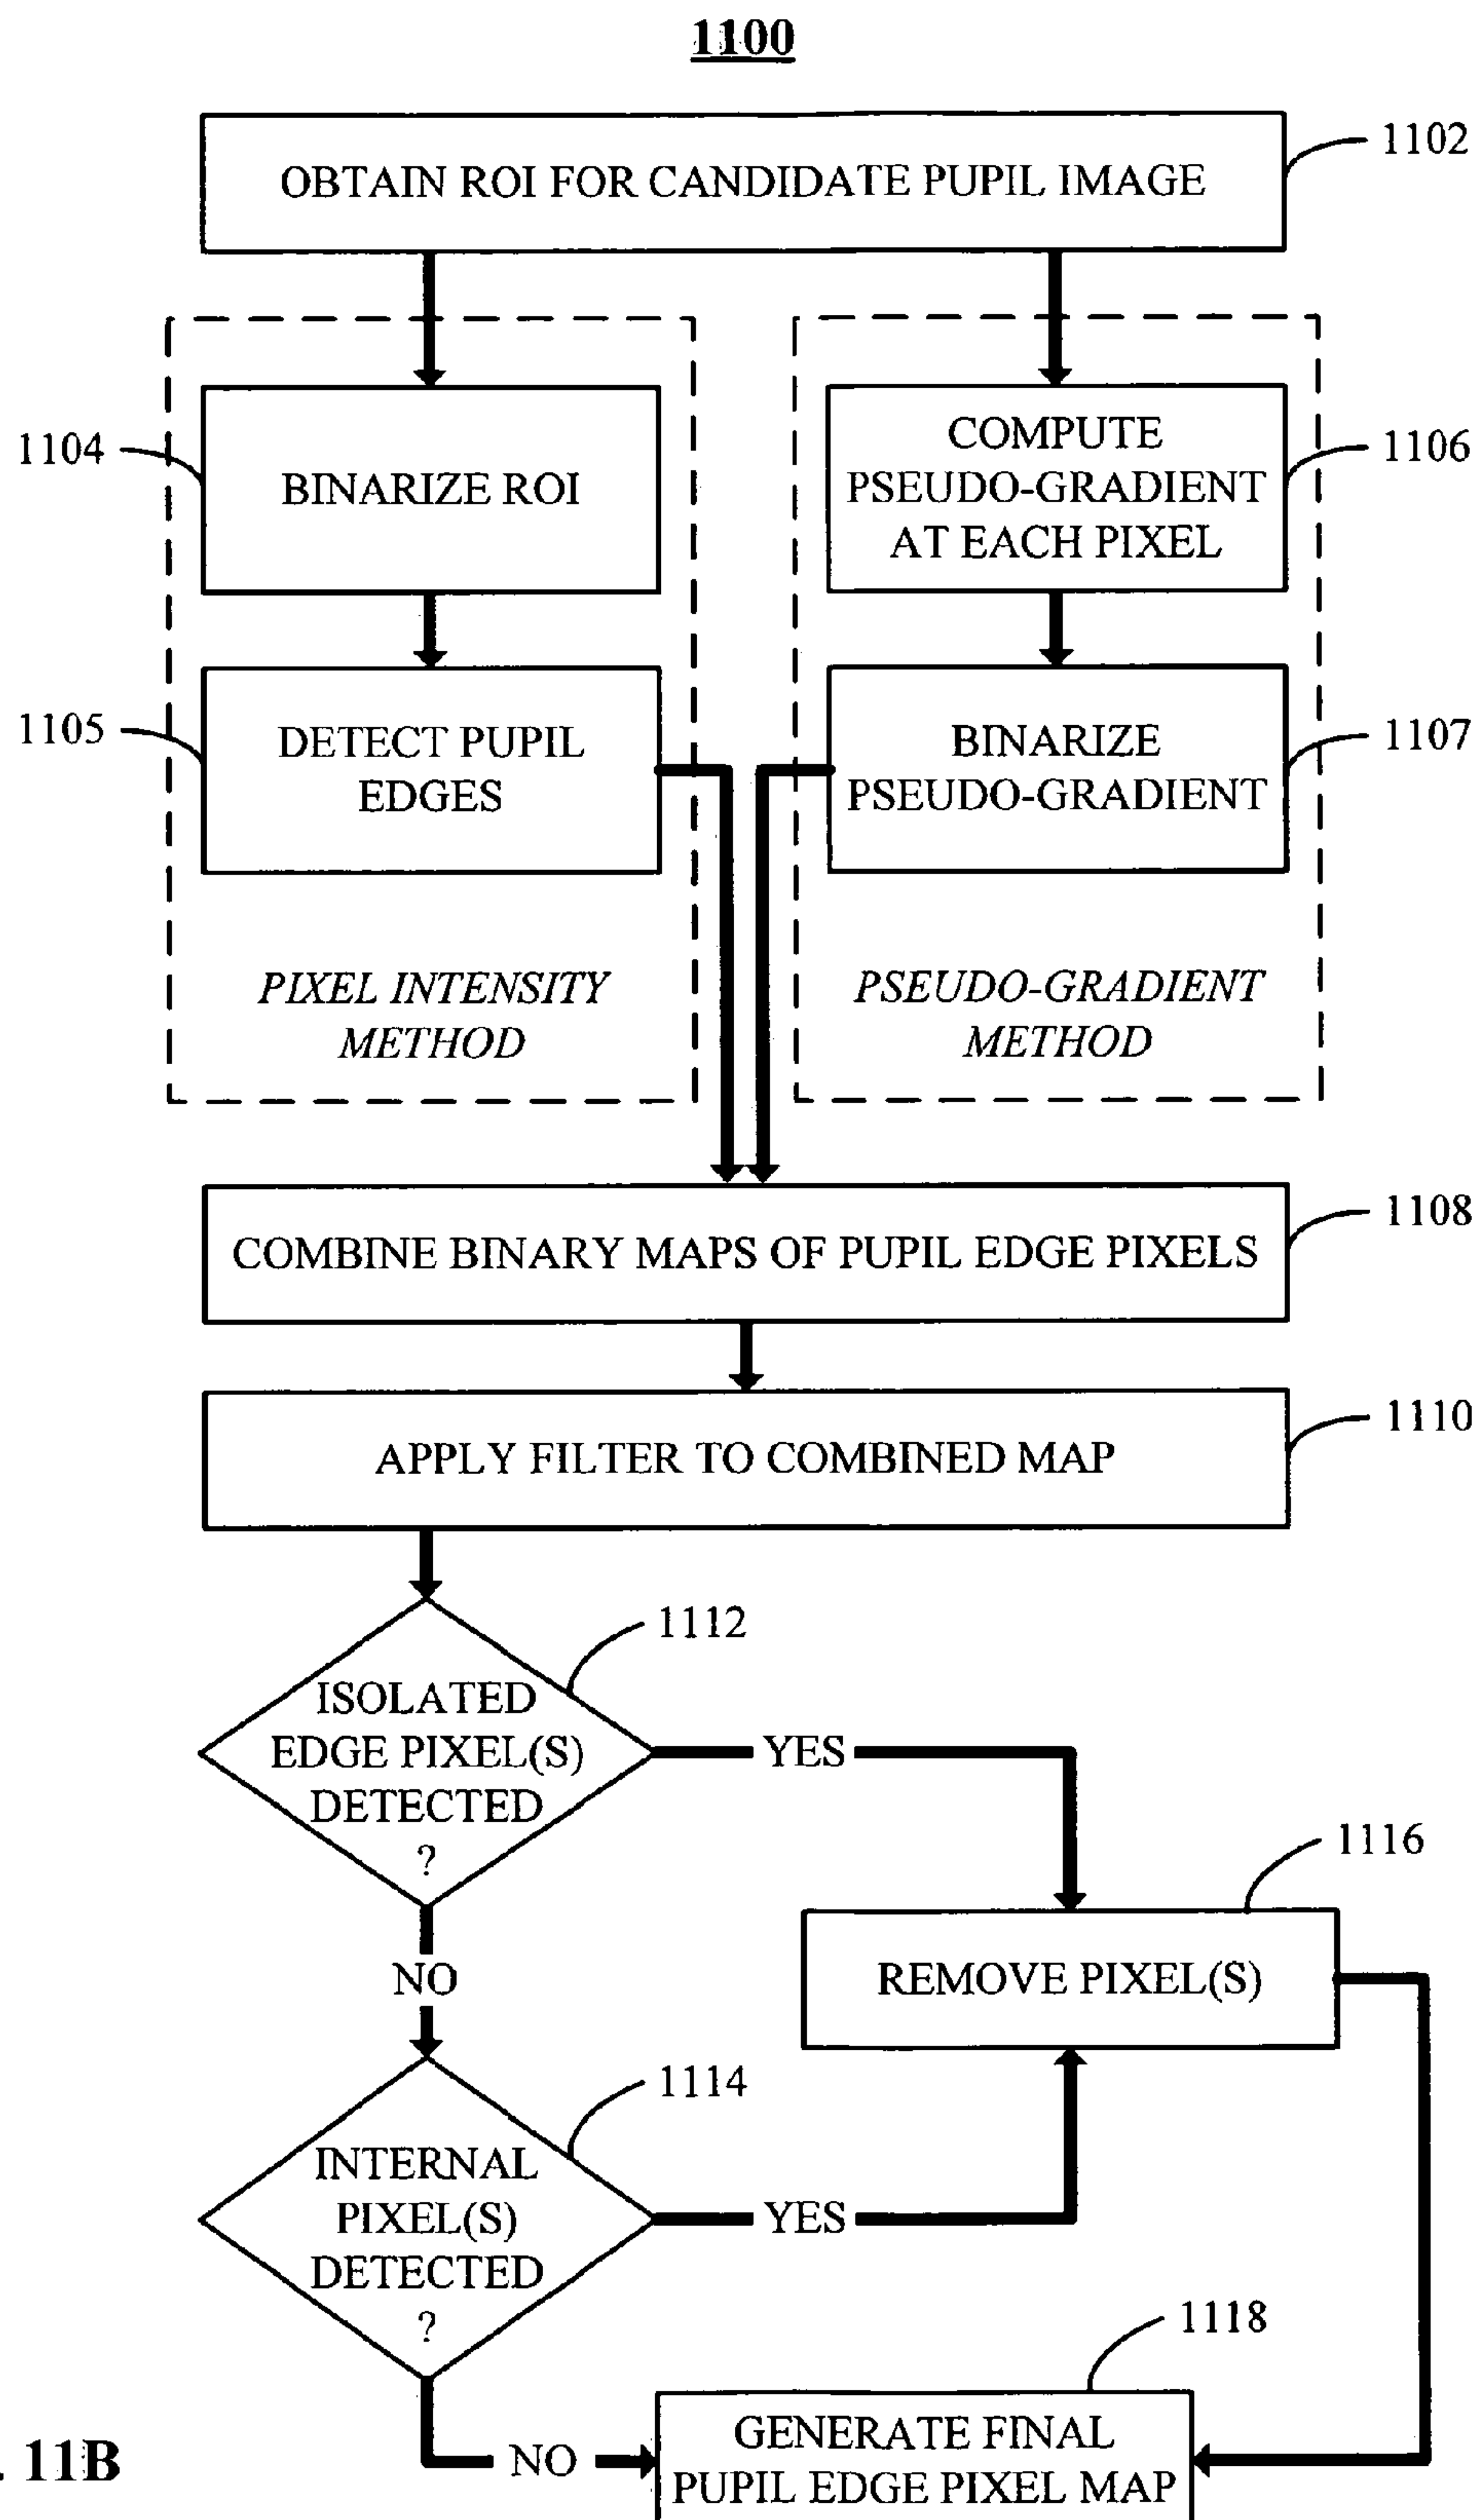 1100
OBTAIN ROI FOR CANDIDATE PUPIL IMAGE
1102
1104
BINARIZE ROI
COMPUTE
PSEUDO-GRADIENT
AT EACH PIXEL
1106
1105
DETECT PUPIL
EDGES
BINARIZE
PSEUDO-GRADIENT
1107
PIXEL INTENSITY
METHOD
PSEUDO-GRADIENT
METHOD
COMBINE BINARY MAPS OF PUPIL EDGE PIXELS
1108
APPLY FILTER TO COMBINED MAP
1110
1112
ISOLATED
EDGE PIXEL(S)
DETECTED
?
YES
1116
REMOVE PIXEL(S)
NO
1114
INTERNAL
PIXEL(S)
DETECTED
?
YES
1118
GENERATE FINAL
PUPIL EDGE PIXEL MAP
NO
11B